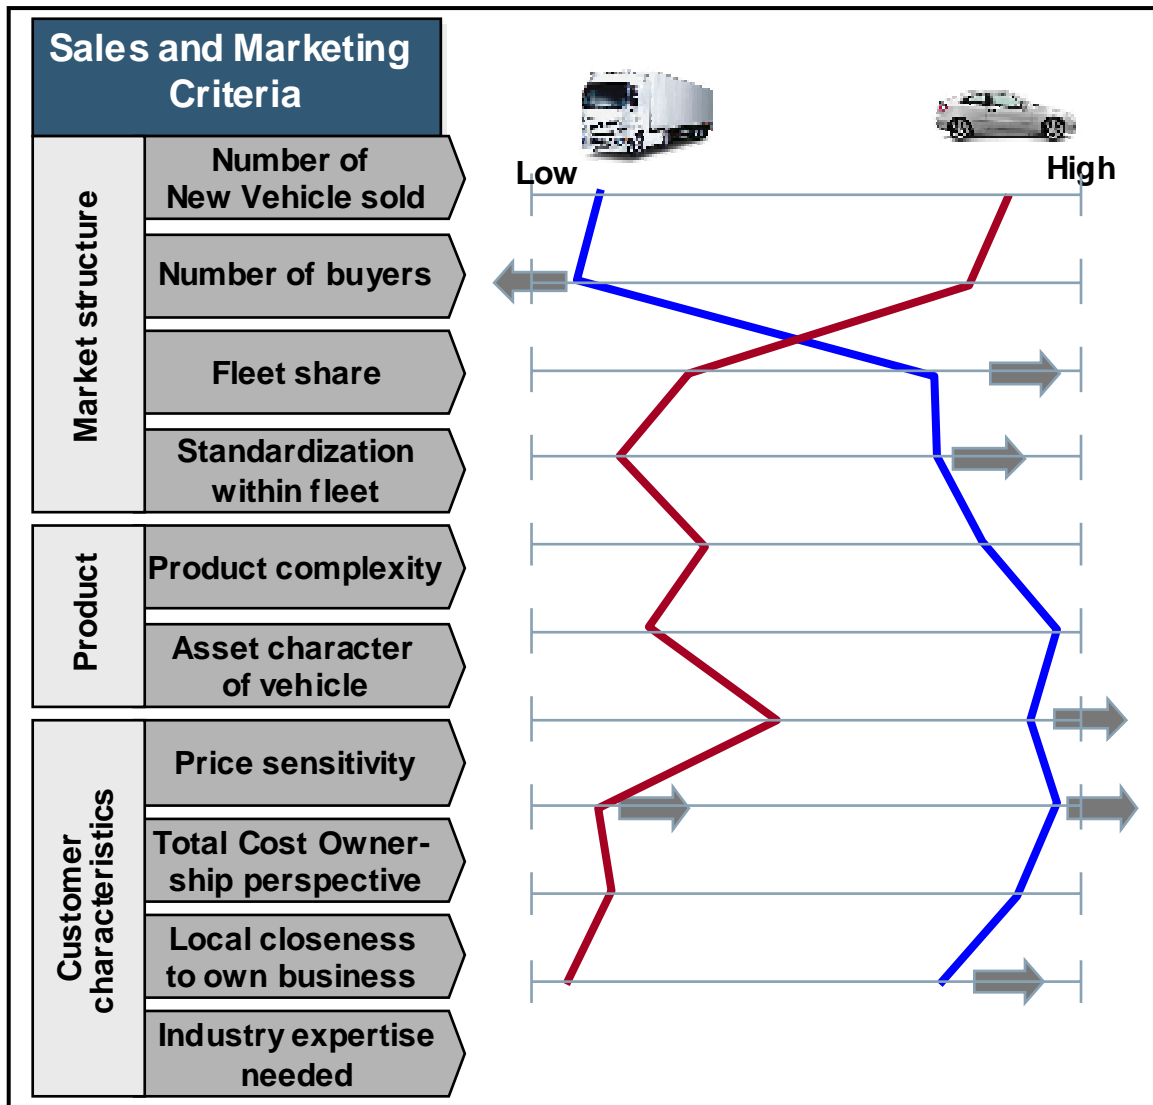 Sales and Marketing
Criteria
Low
High
Market structure
Number of
New Vehicle sold
Number of buyers
Fleet share
Standardization
within fleet
Product
Product complexity
Asset character
of vehicle
Customer
characteristics
Price sensitivity
Total Cost Owner-
ship perspective
Local closeness
to own business
Industry expertise
needed